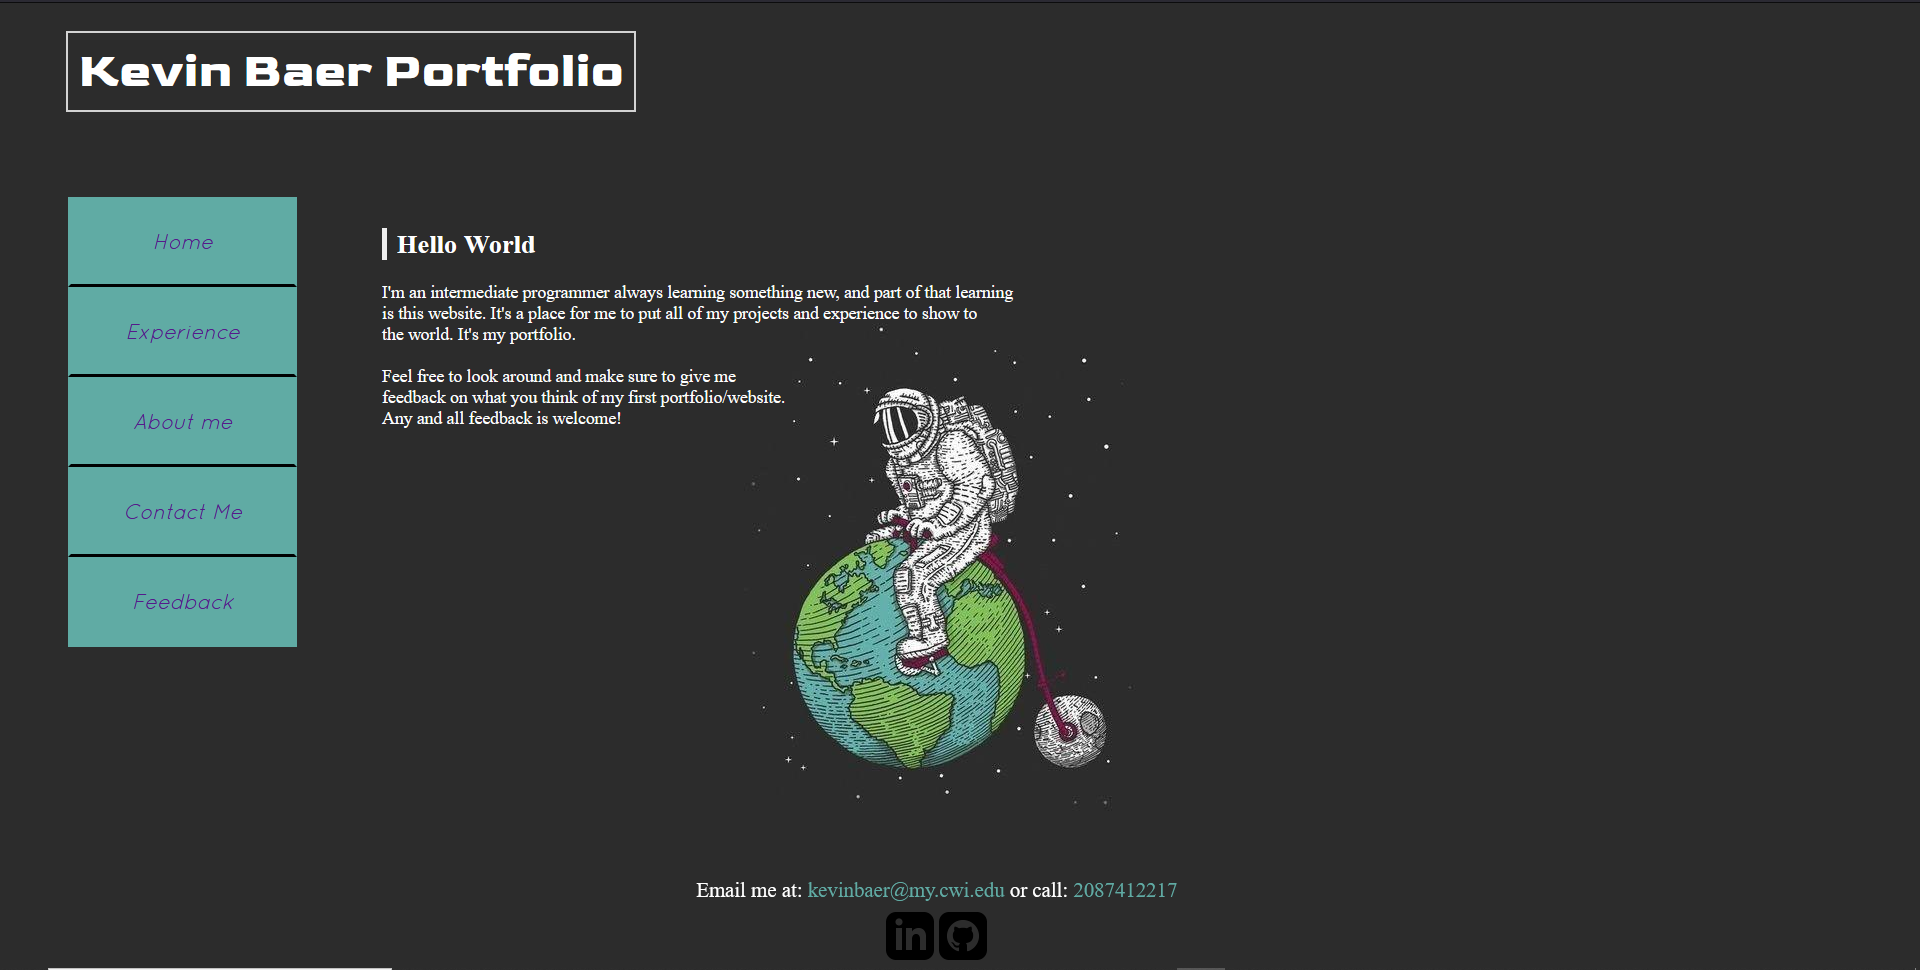 Kevin Baer Portfolio
Home
Experience
About me
Contact Me
Feedback
Hello World
I'm an intermediate programmer always learning something new, and part of that learning
is this website. It's a place for me to put all of my projects and experience to show to
the world. It's my portfolio.
Feel free to look around and make sure to give me
feedback on what you think of my first portfolio/website.
Any and all feedback is welcome!
Email me at: kevinbaer@my.cwi.edu or call: 2087412217
in